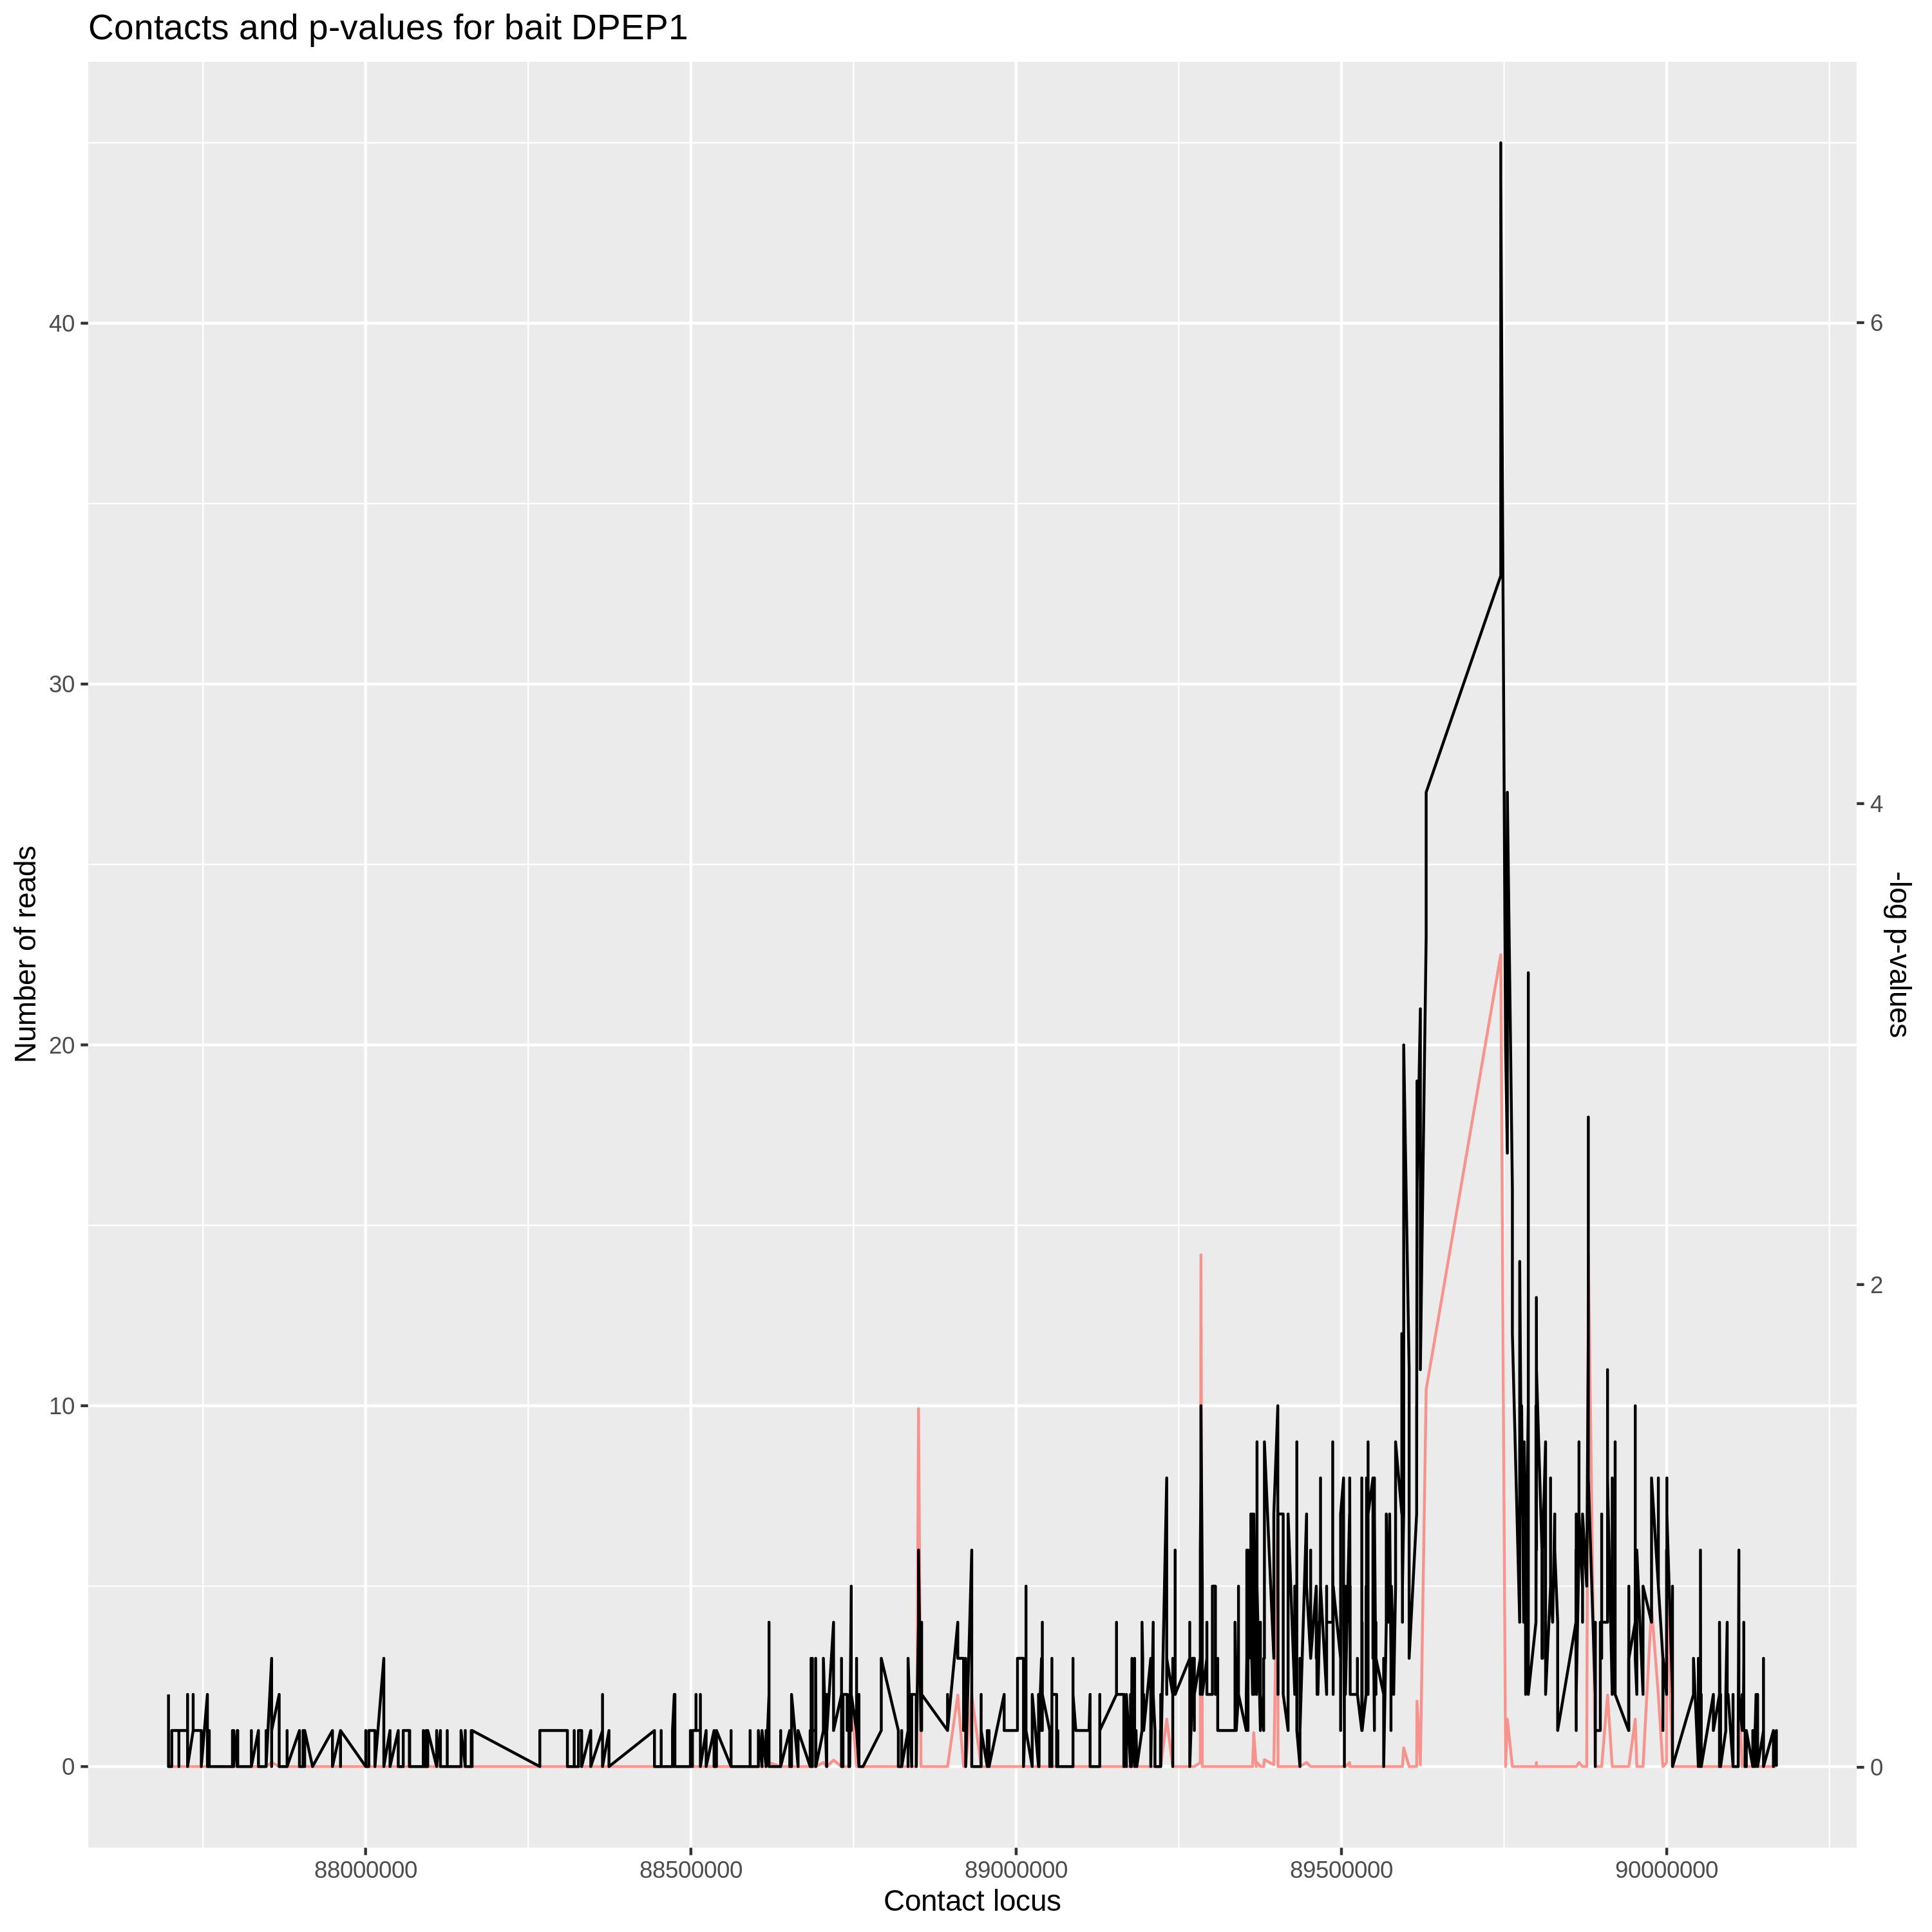 Contacts and p-values for bait DPEP1
Number of reads
40
30
20
10
0
6
4
2
0
-log p-values
88000000 88500000 89000000 89500000 90000000
Contact locus